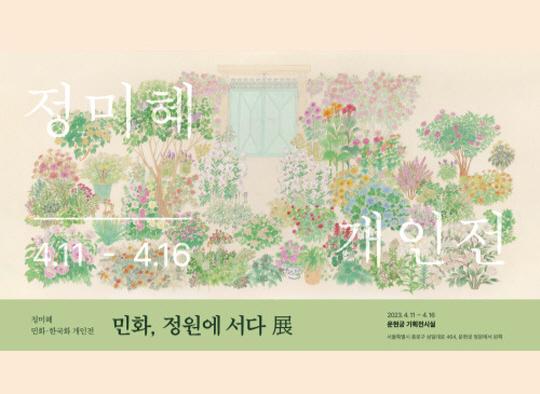 정미혜
4.11 - 4.16
개인전
정미혜
민화·한국화 개인전
민화, 정원에 서다 展
2023. 4. 11 ~ 4. 16
운현궁 기획전시실
서울특별시 종로구 삼일대로 464, 운현궁 정문에서 왼쪽